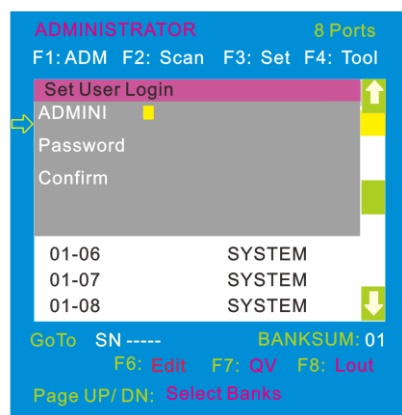 ADMINISTRATOR 8 Ports
F1: ADM F2: Scan F3: Set F4: Tool
Set User Login
ADMINI
Password
Confirm
01-06 SYSTEM
01-07 SYSTEM
01-08 SYSTEM
GoTo SN ----- BANKSUM: 01
F6: Edit F7: QV F8: Lout
Page UP/ DN: Select Banks